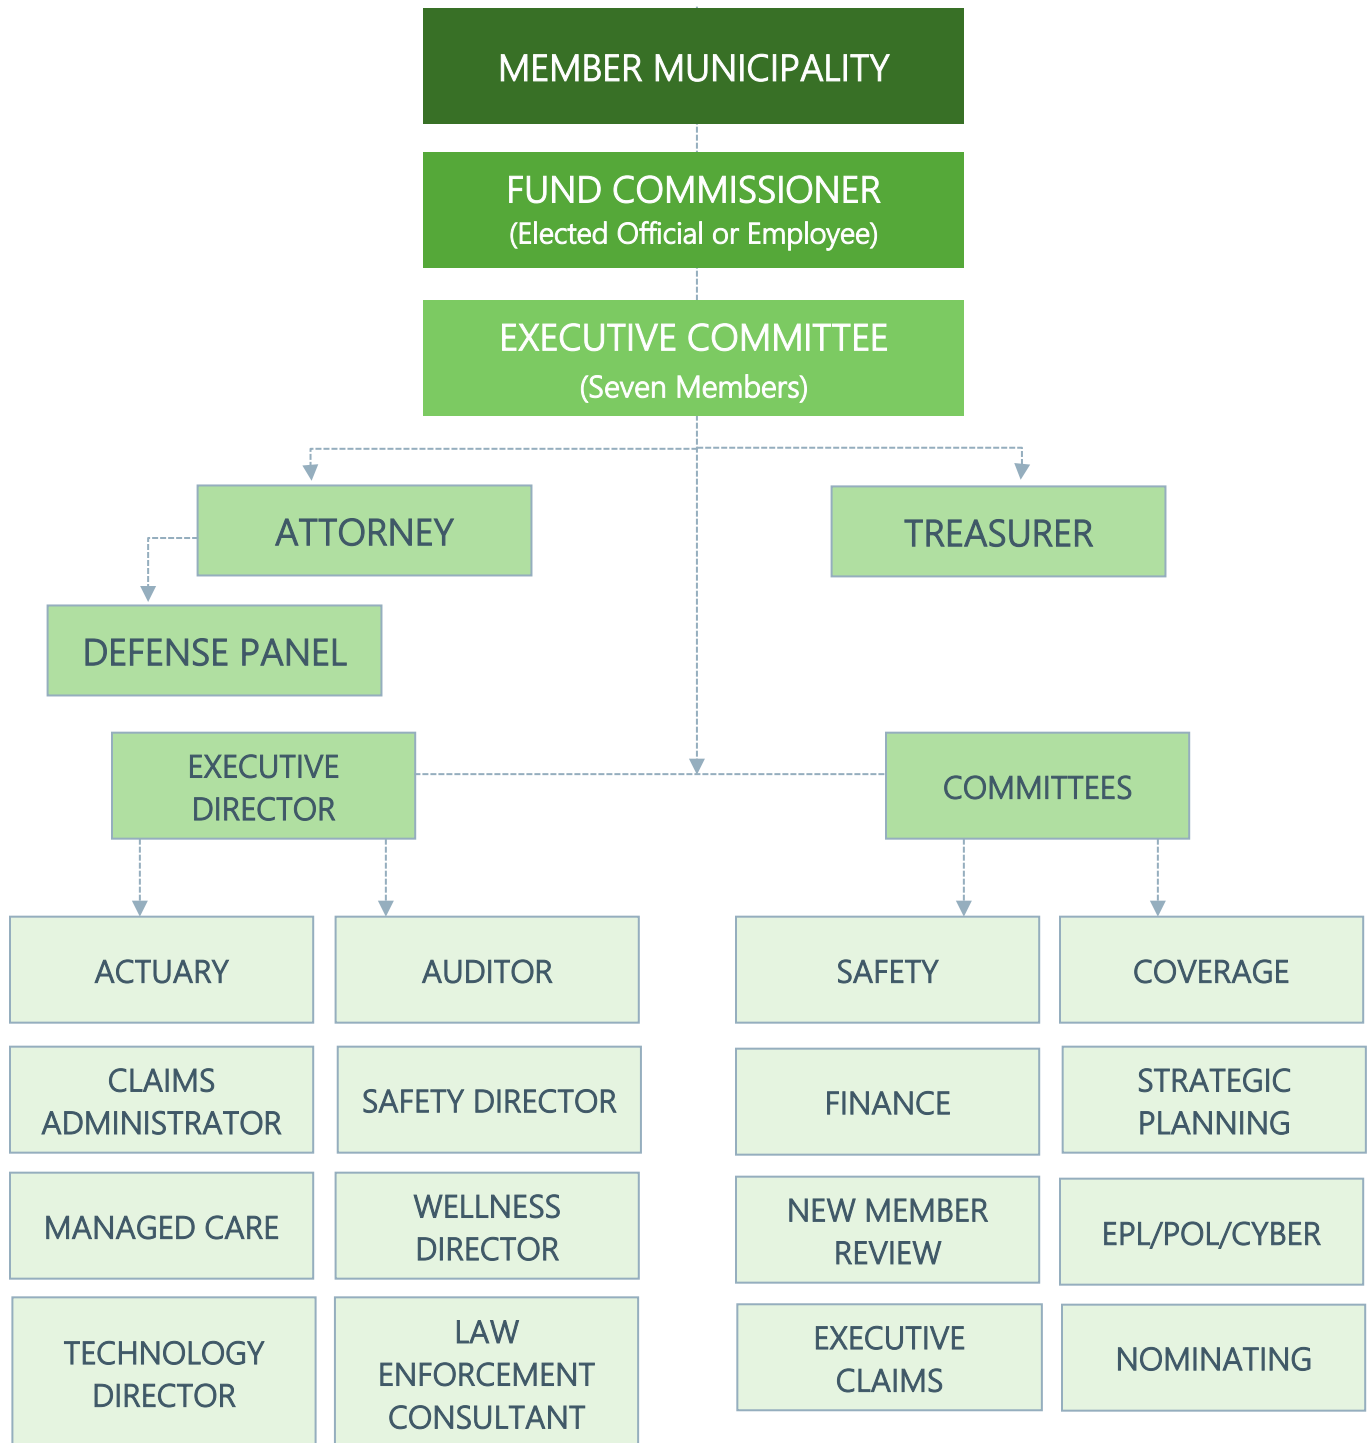 MEMBER MUNICIPALITY
FUND COMMISSIONER
(Elected Official or Employee)
EXECUTIVE COMMITTEE
(Seven Members)
ATTORNEY
TREASURER
DEFENSE PANEL
EXECUTIVE
DIRECTOR
COMMITTEES
ACTUARY
AUDITOR
SAFETY
COVERAGE
CLAIMS
ADMINISTRATOR
SAFETY DIRECTOR
FINANCE
STRATEGIC
PLANNING
MANAGED CARE
WELLNESS
DIRECTOR
NEW MEMBER
REVIEW
EPL/POL/CYBER
TECHNOLOGY
DIRECTOR
LAW
ENFORCEMENT
CONSULTANT
EXECUTIVE
CLAIMS
NOMINATING